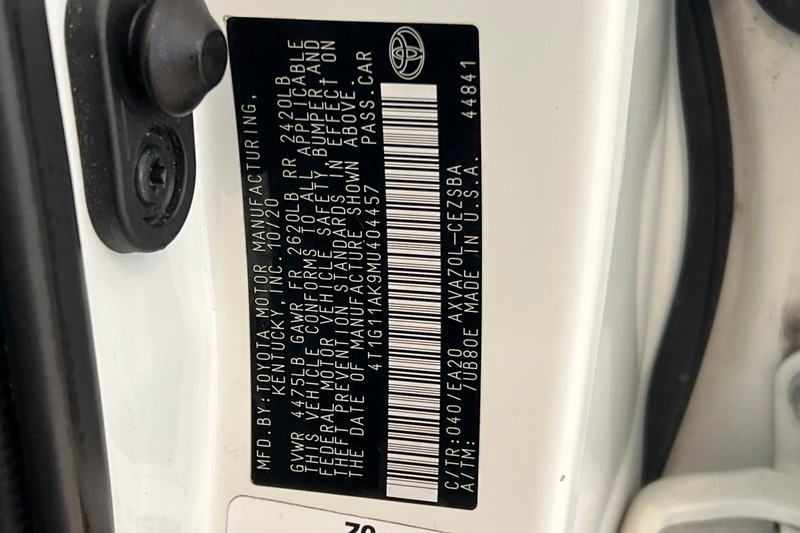 MFD. BY: TOYOTA MOTOR MANUFACTURING,
KENTUCKY, INC. 10/20
GVWR 4475LB GAWR FR 2620LB RR 2420LB
THIS VEHICLE CONFORMS TO ALL APPLICABLE
FEDERAL MOTOR VEHICLE SAFETY BUMPER, AND
THEFT PREVENTION STANDARDS IN EFFECT ON
THE DATE OF MANUFACTURE SHOWN ABOVE.
4T1G11AK9MU404457 PASS.CAR
C/TR:040/EA20 AXVA70L-CEZSBA 44841
A/TM: /UB80E MADE IN U.S.A.